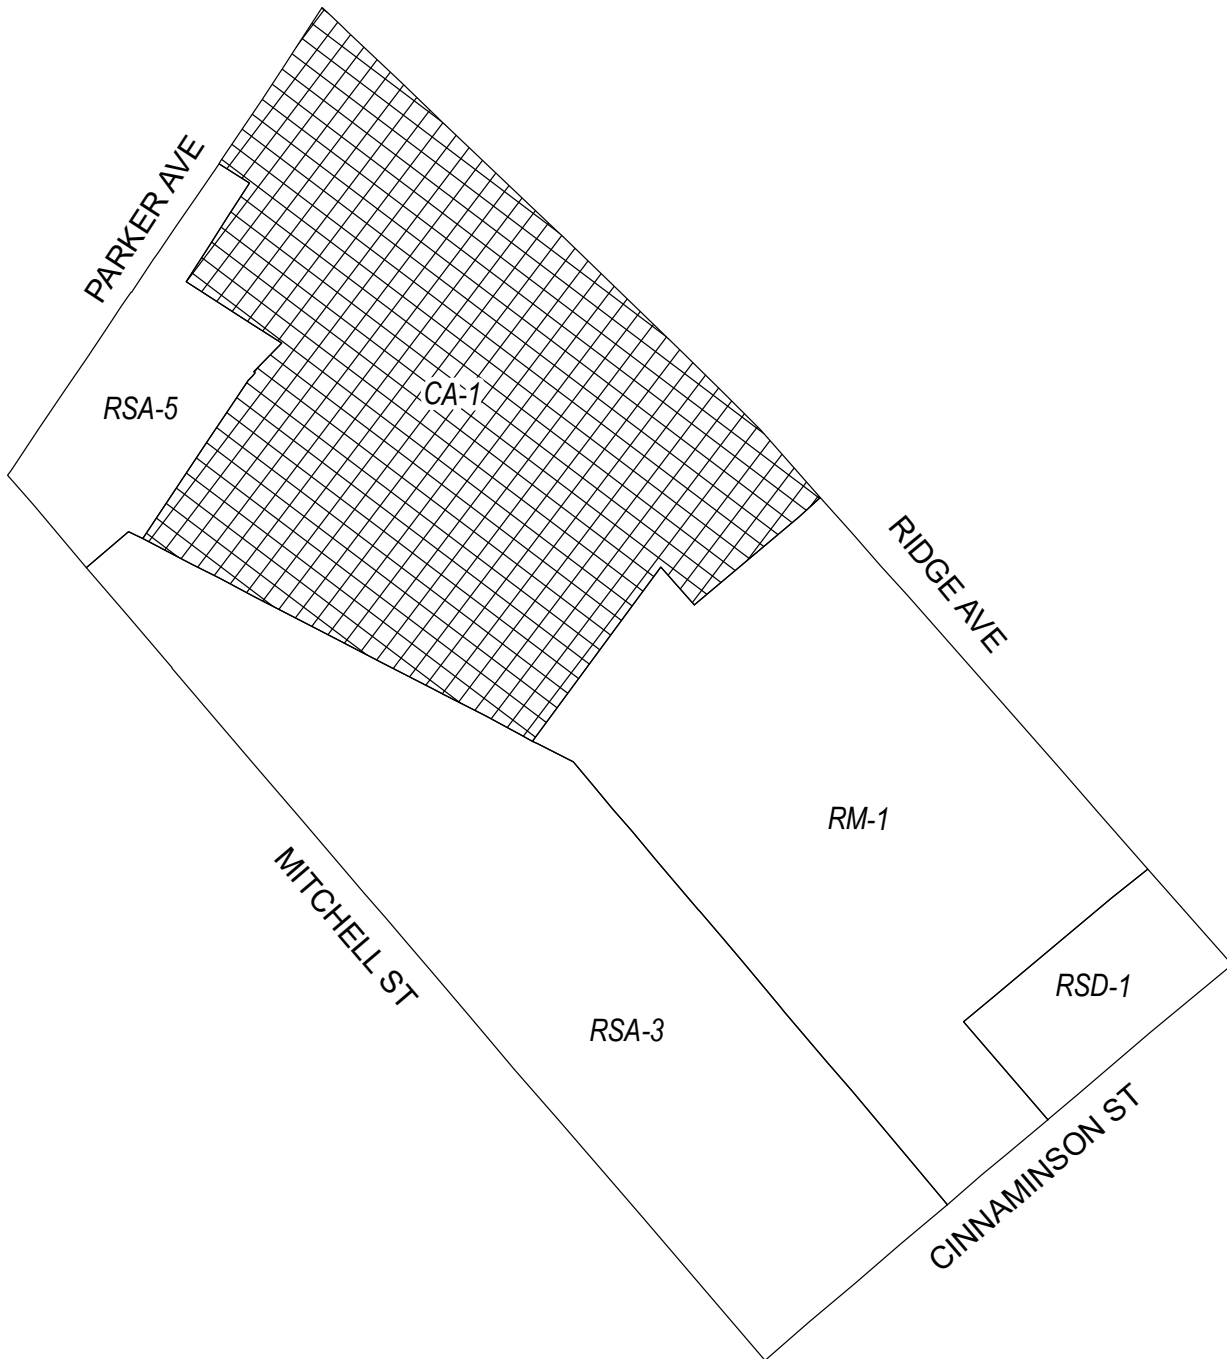 PARKER AVE
CA-1
RSA-5
RIDGE AVE
RM-1
MITCHELL ST
RSD-1
RSA-3
CINNAMINSON ST